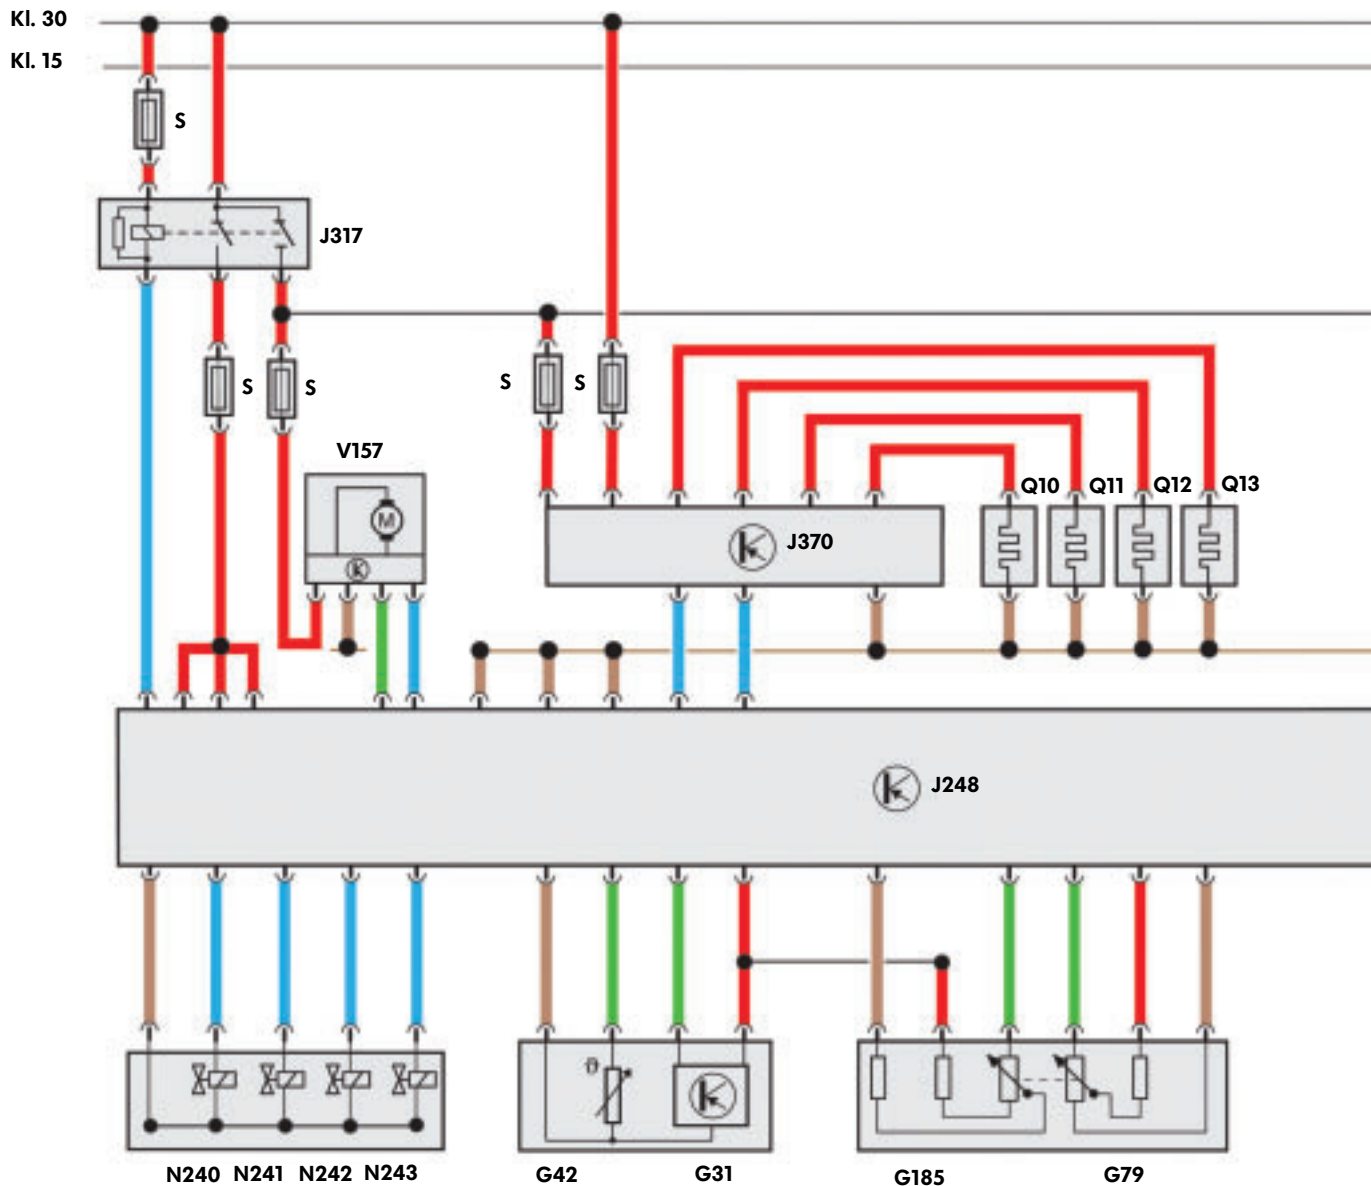 Kl. 30
Kl. 15
S
J317
S S S S
V157
M
Q10 Q11 Q12 Q13
J370
J248
ϑ
N240 N241 N242 N243 G42 G31 G185 G79